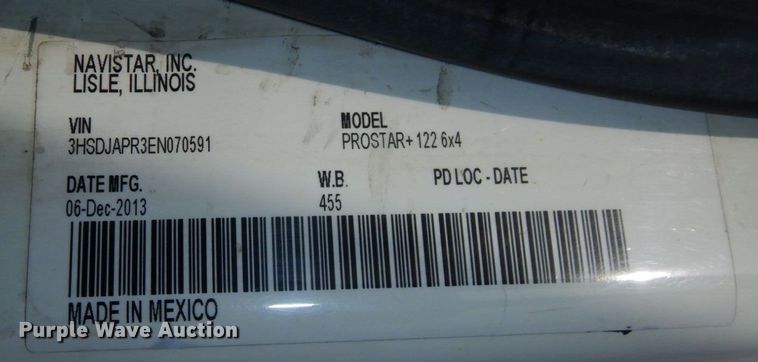 NAVISTAR, INC.
LISLE, ILLINOIS
VIN MODEL
3HSDJAPR3EN070591 PROSTAR+ 122 6x4
DATE MFG. W.B. PD LOC - DATE
06-Dec-2013 455
MADE IN MEXICO
Purple Wave Auction